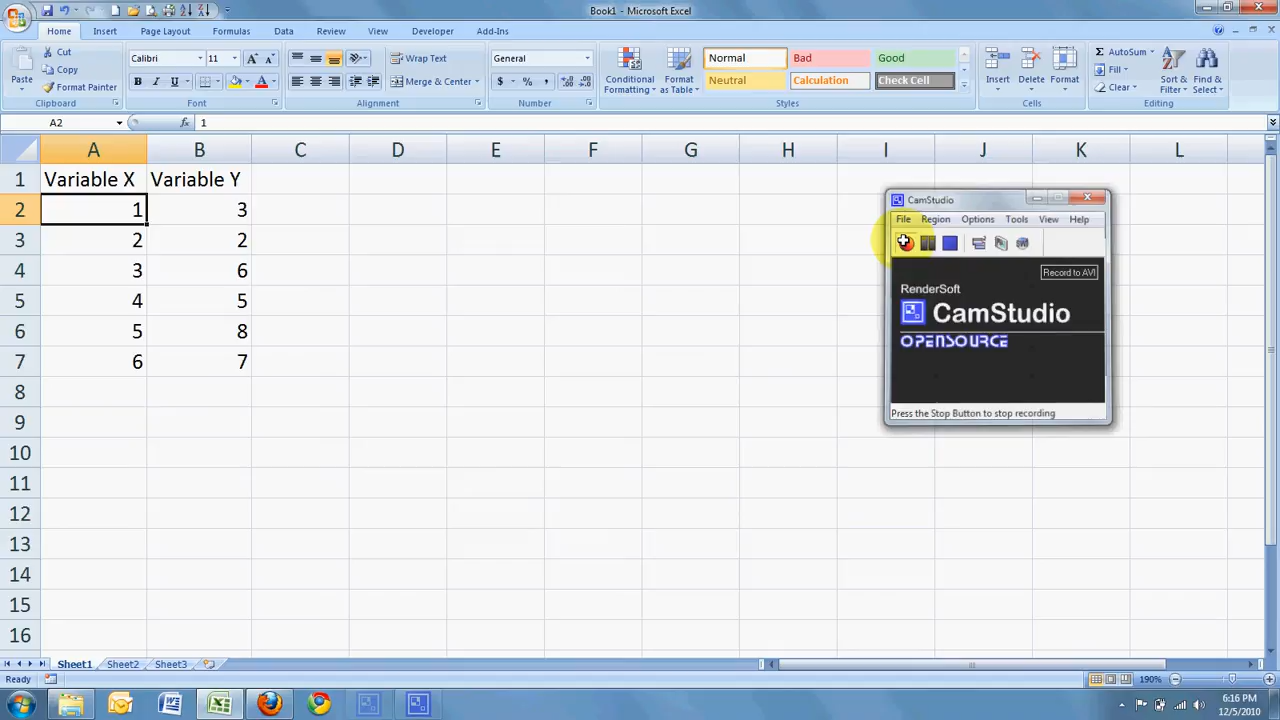 Book1 - Microsoft Excel
Home Insert Page Layout Formulas Data Review View Developer Add-Ins
Paste
Cut
Copy
Format Painter
Clipboard
Calibri 11
B I U
Font
Wrap Text
Merge & Center
Alignment
General
$ % ,
Number
Conditional Formatting
Format as Table
Normal Bad Good
Neutral Calculation Check Cell
Styles
Insert Delete Format
Cells
AutoSum
Fill
Clear
Sort & Filter
Find & Select
Editing
A2 fx 1
A B C D E F G H I J K L
1 Variable X Variable Y
2 1 3
3 2 2
4 3 6
5 4 5
6 5 8
7 6 7
8
9
10
11
12
13
14
15
16
CamStudio
File Region Options Tools View Help
Record to AVI
RenderSoft
CamStudio
OPENSOURCE
Press the Stop Button to stop recording
Sheet1 Sheet2 Sheet3
Ready 190%
6:16 PM
12/5/2010